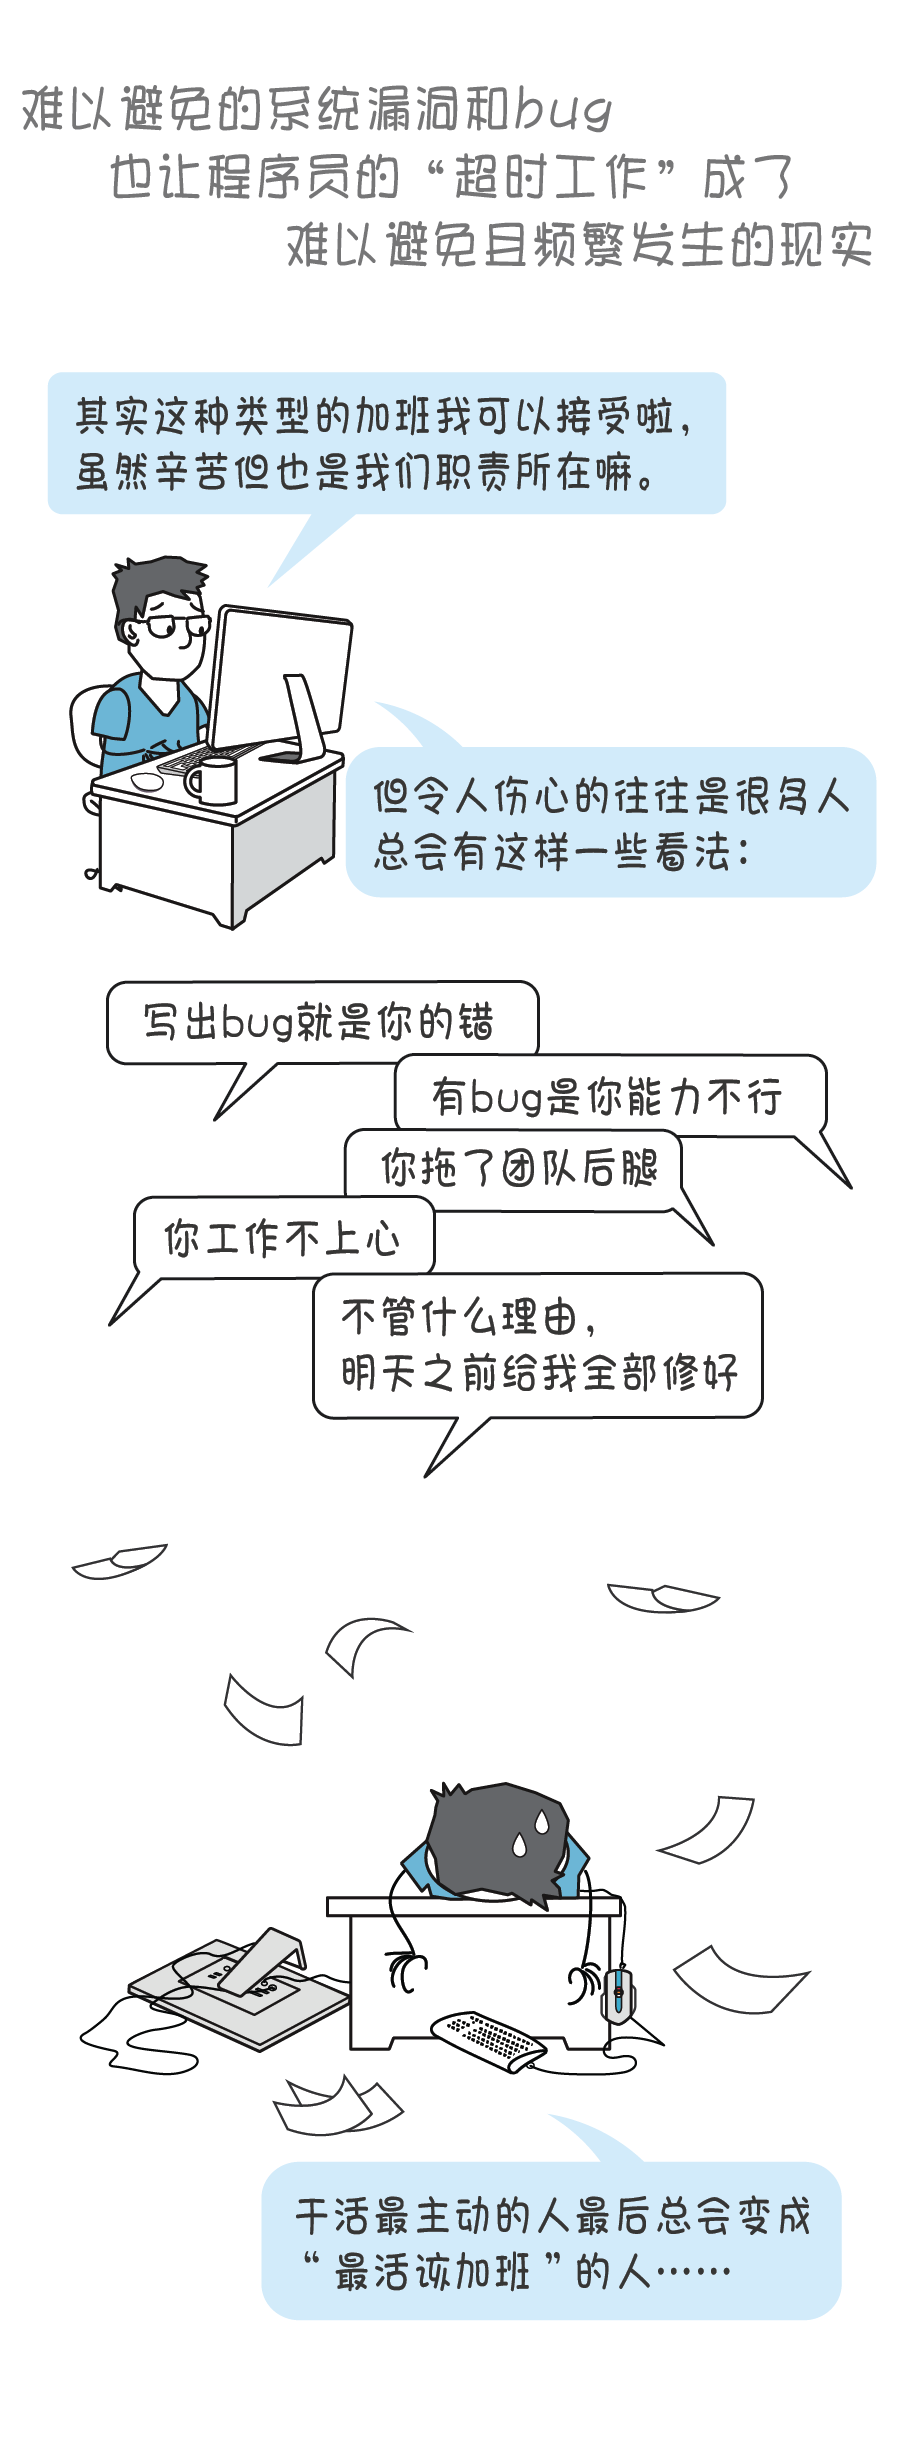 难以避免的系统漏洞和bug
也让程序员的“超时工作”成了
难以避免且频繁发生的现实
其实这种类型的加班我可以接受啦，
虽然辛苦但也是我们职责所在嘛。
但令人伤心的往往是很多人
总会有这样一些看法：
写出bug就是你的错
有bug是你能力不行
你拖了团队后腿
你工作不上心
不管什么理由，
明天之前给我全部修好
干活最主动的人最后总会变成
“最活该加班”的人……